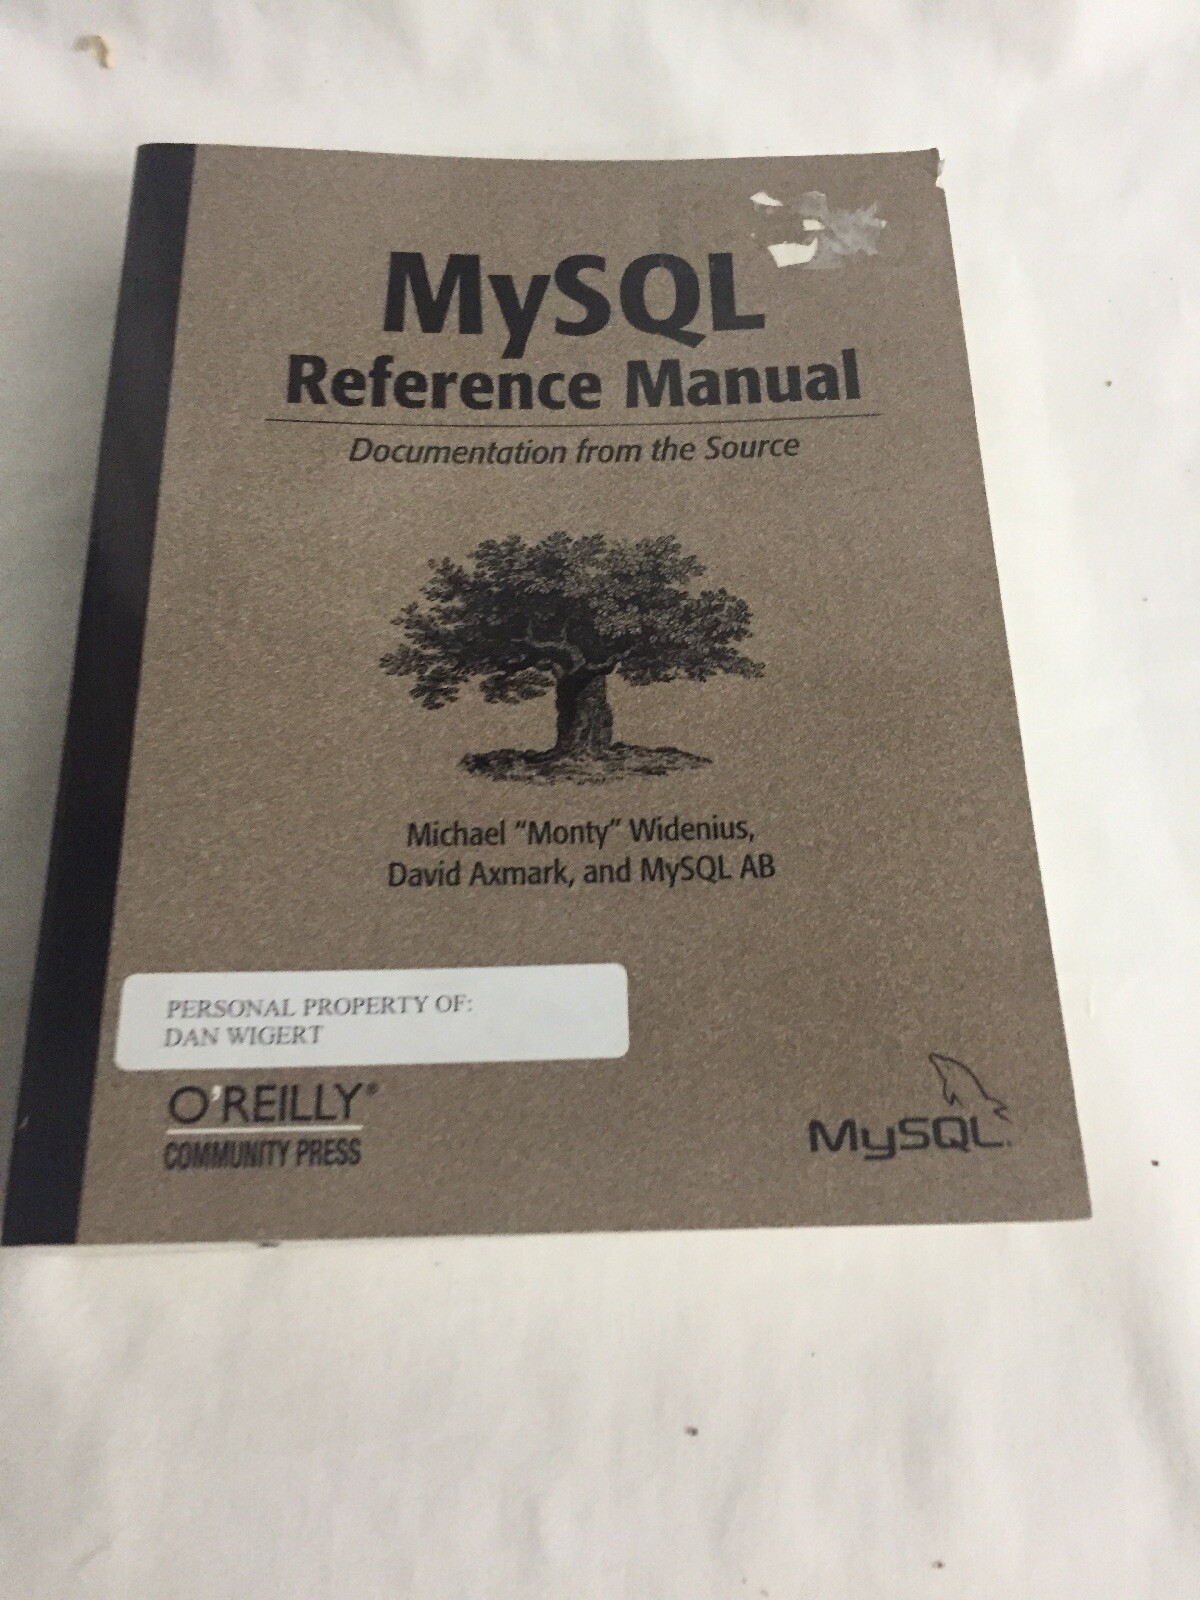 MySQL
Reference Manual
Documentation from the Source
Michael “Monty” Widenius,
David Axmark, and MySQL AB
PERSONAL PROPERTY OF:
DAN WIGERT
O'REILLY®
COMMUNITY PRESS
MySQL